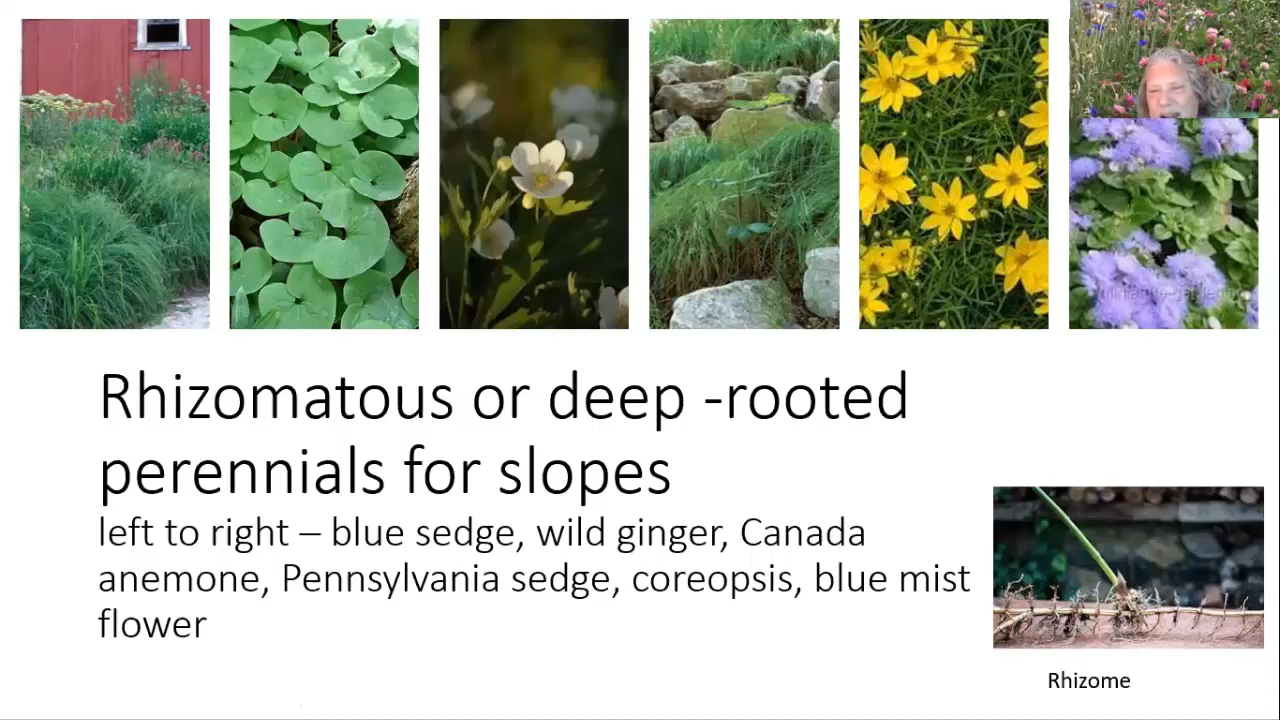 Rhizomatous or deep -rooted
perennials for slopes
left to right – blue sedge, wild ginger, Canada
anemone, Pennsylvania sedge, coreopsis, blue mist
flower
Rhizome